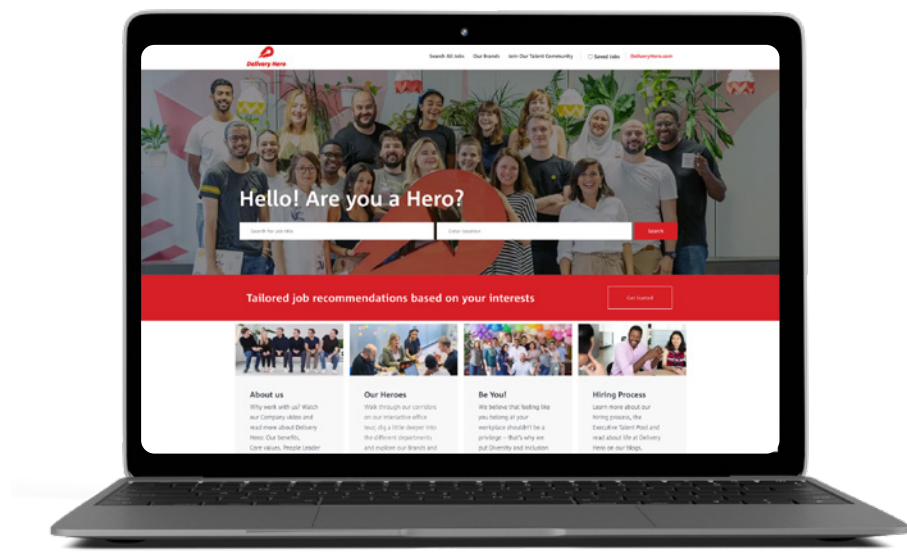 Delivery Hero
Search All Jobs Our Brands Join Our Talent Community Saved Jobs DeliveryHero.com
Hello! Are you a Hero?
Search for job title
Enter location
Search
Tailored job recommendations based on your interests
Get Started
About us
Why work with us? Watch
our Company video and
read more about Delivery
Hero: Our benefits,
Core values, People Leader
Our Heroes
Walk through our corridors
on our interactive office
tour, dig a little deeper into
the different departments
and explore our Brands and
Be You!
We believe that feeling like
you belong at your
workplace shouldn't be a
privilege – that's why we
put Diversity and Inclusion
Hiring Process
Learn more about our
hiring process, the
Executive Talent Pool and
read about life at Delivery
Hero on our blogs.